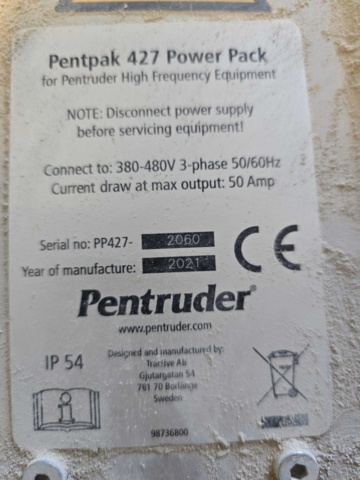 Pentpak 427 Power Pack
for Pentruder High Frequency Equipment
NOTE: Disconnect power supply
before servicing equipment!
Connect to: 380-480V 3-phase 50/60Hz
Current draw at max output: 50 Amp
Serial no: PP427- 2060
Year of manufacture: 2021
CE
Pentruder®
www.pentruder.com
IP 54
Designed and manufactured by:
Tractive AB
Gjutargatan 54
781 70 Borlänge
Sweden
98736800